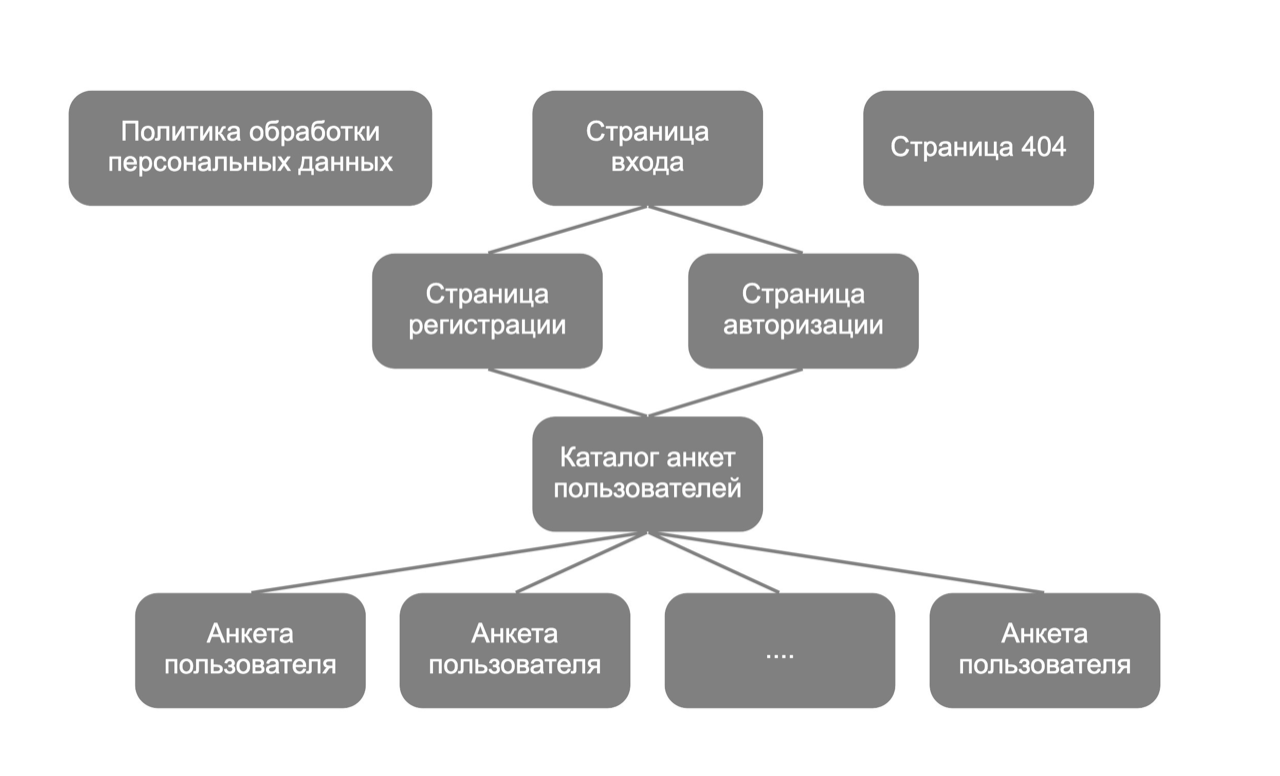 Политика обработки
персональных данных
Страница
входа
Страница 404
Страница
регистрации
Страница
авторизации
Каталог анкет
пользователей
Анкета
пользователя
Анкета
пользователя
....
Анкета
пользователя